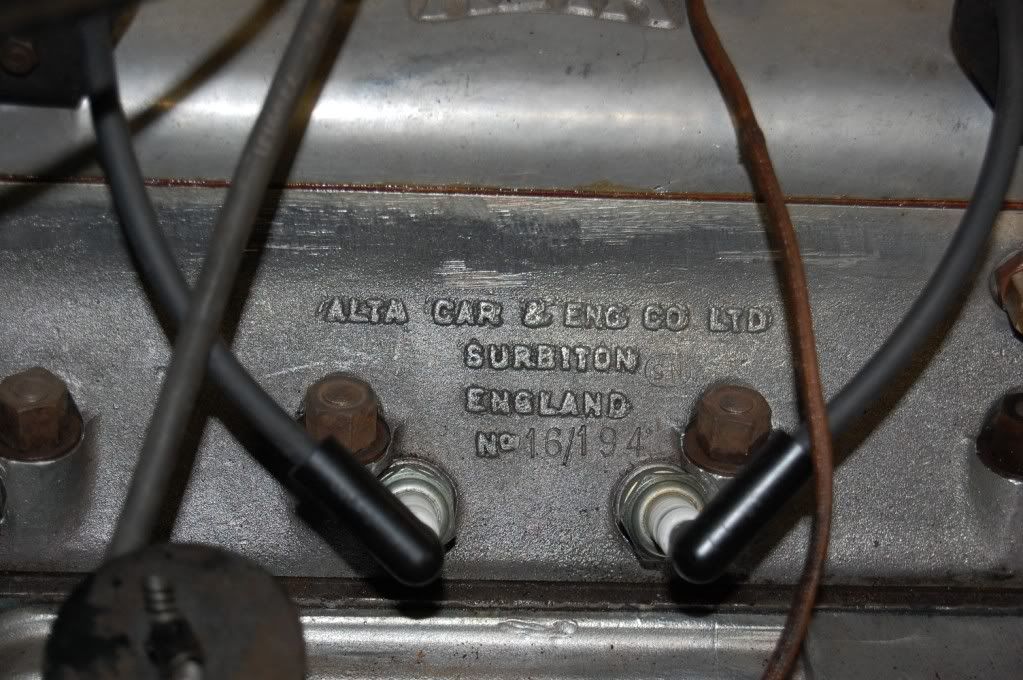 ALTA CAR & ENG CO LTD
SURBITON
ENGLAND
No 16/194